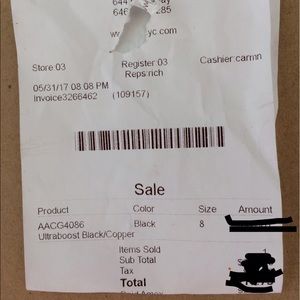 Store:03 Register:03 Cashier:carmn
Reps:rich
05/31/17 08:08 PM
Invoice3266462 (109157)
Sale
Product Color Size Amount
AACG4086 Black 8
Ultraboost Black/Copper
Items Sold 1
Sub Total
Tax
Total